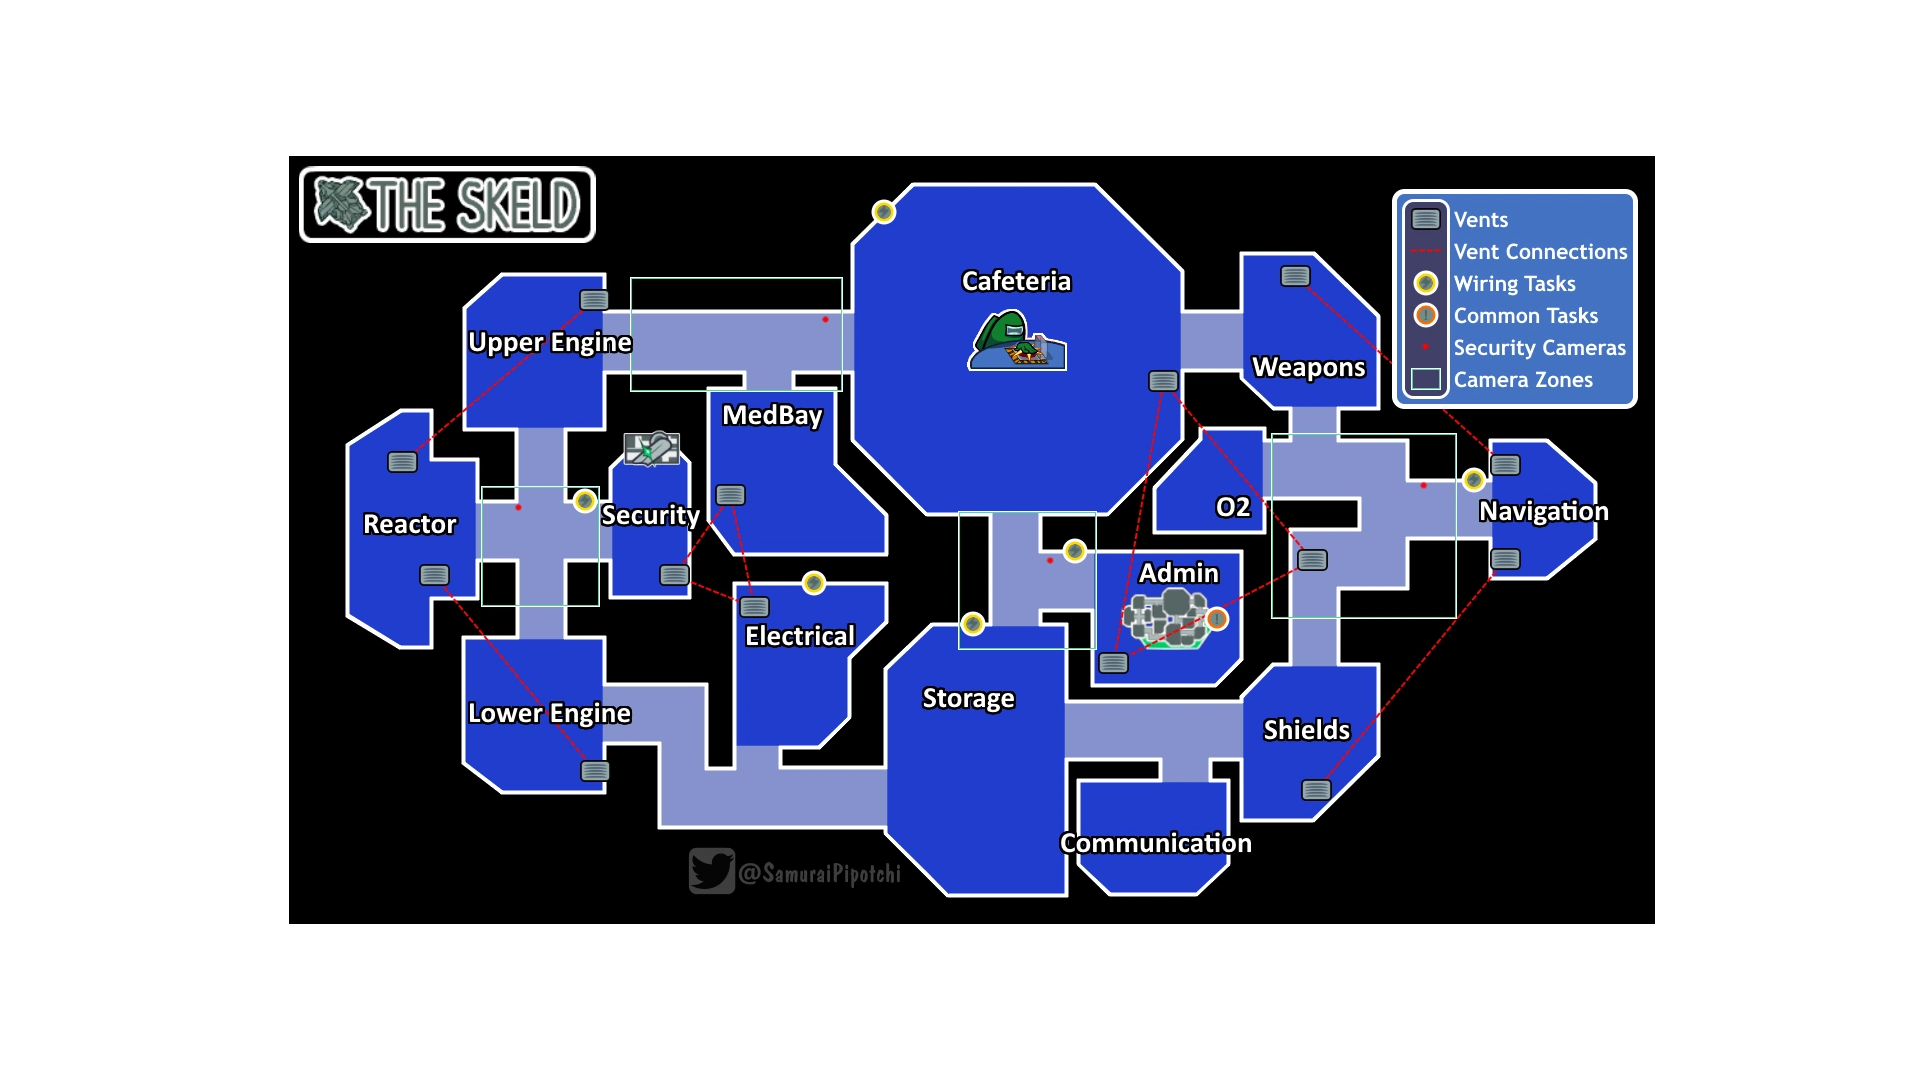 THE SKELD
Vents
Vent Connections
Wiring Tasks
Common Tasks
Security Cameras
Camera Zones
Cafeteria
Upper Engine
Weapons
MedBay
O2
Navigation
Reactor
Security
Admin
Electrical
Storage
Lower Engine
Shields
Communication
@SamuraiPipotchi